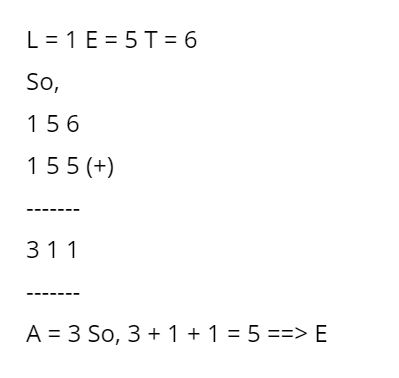 L = 1 E = 5 T = 6
So,
1 5 6
1 5 5 (+)
-------
3 1 1
-------
A = 3 So, 3 + 1 + 1 = 5 ==> E